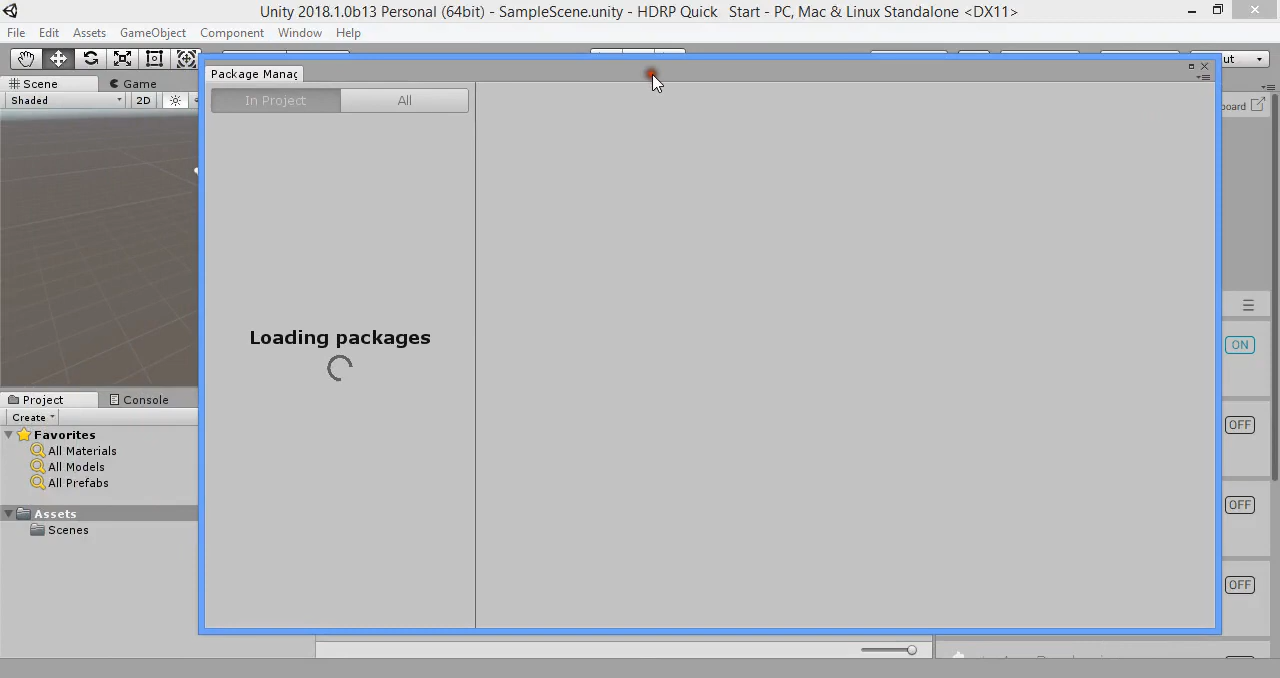 Unity 2018.1.0b13 Personal (64bit) - SampleScene.unity - HDRP Quick Start - PC, Mac & Linux Standalone <DX11>
File Edit Assets GameObject Component Window Help
Scene Game
Shaded 2D
Package Manag
In Project All
Loading packages
ON
OFF
OFF
OFF
Project Console
Create
Favorites
All Materials
All Models
All Prefabs
Assets
Scenes